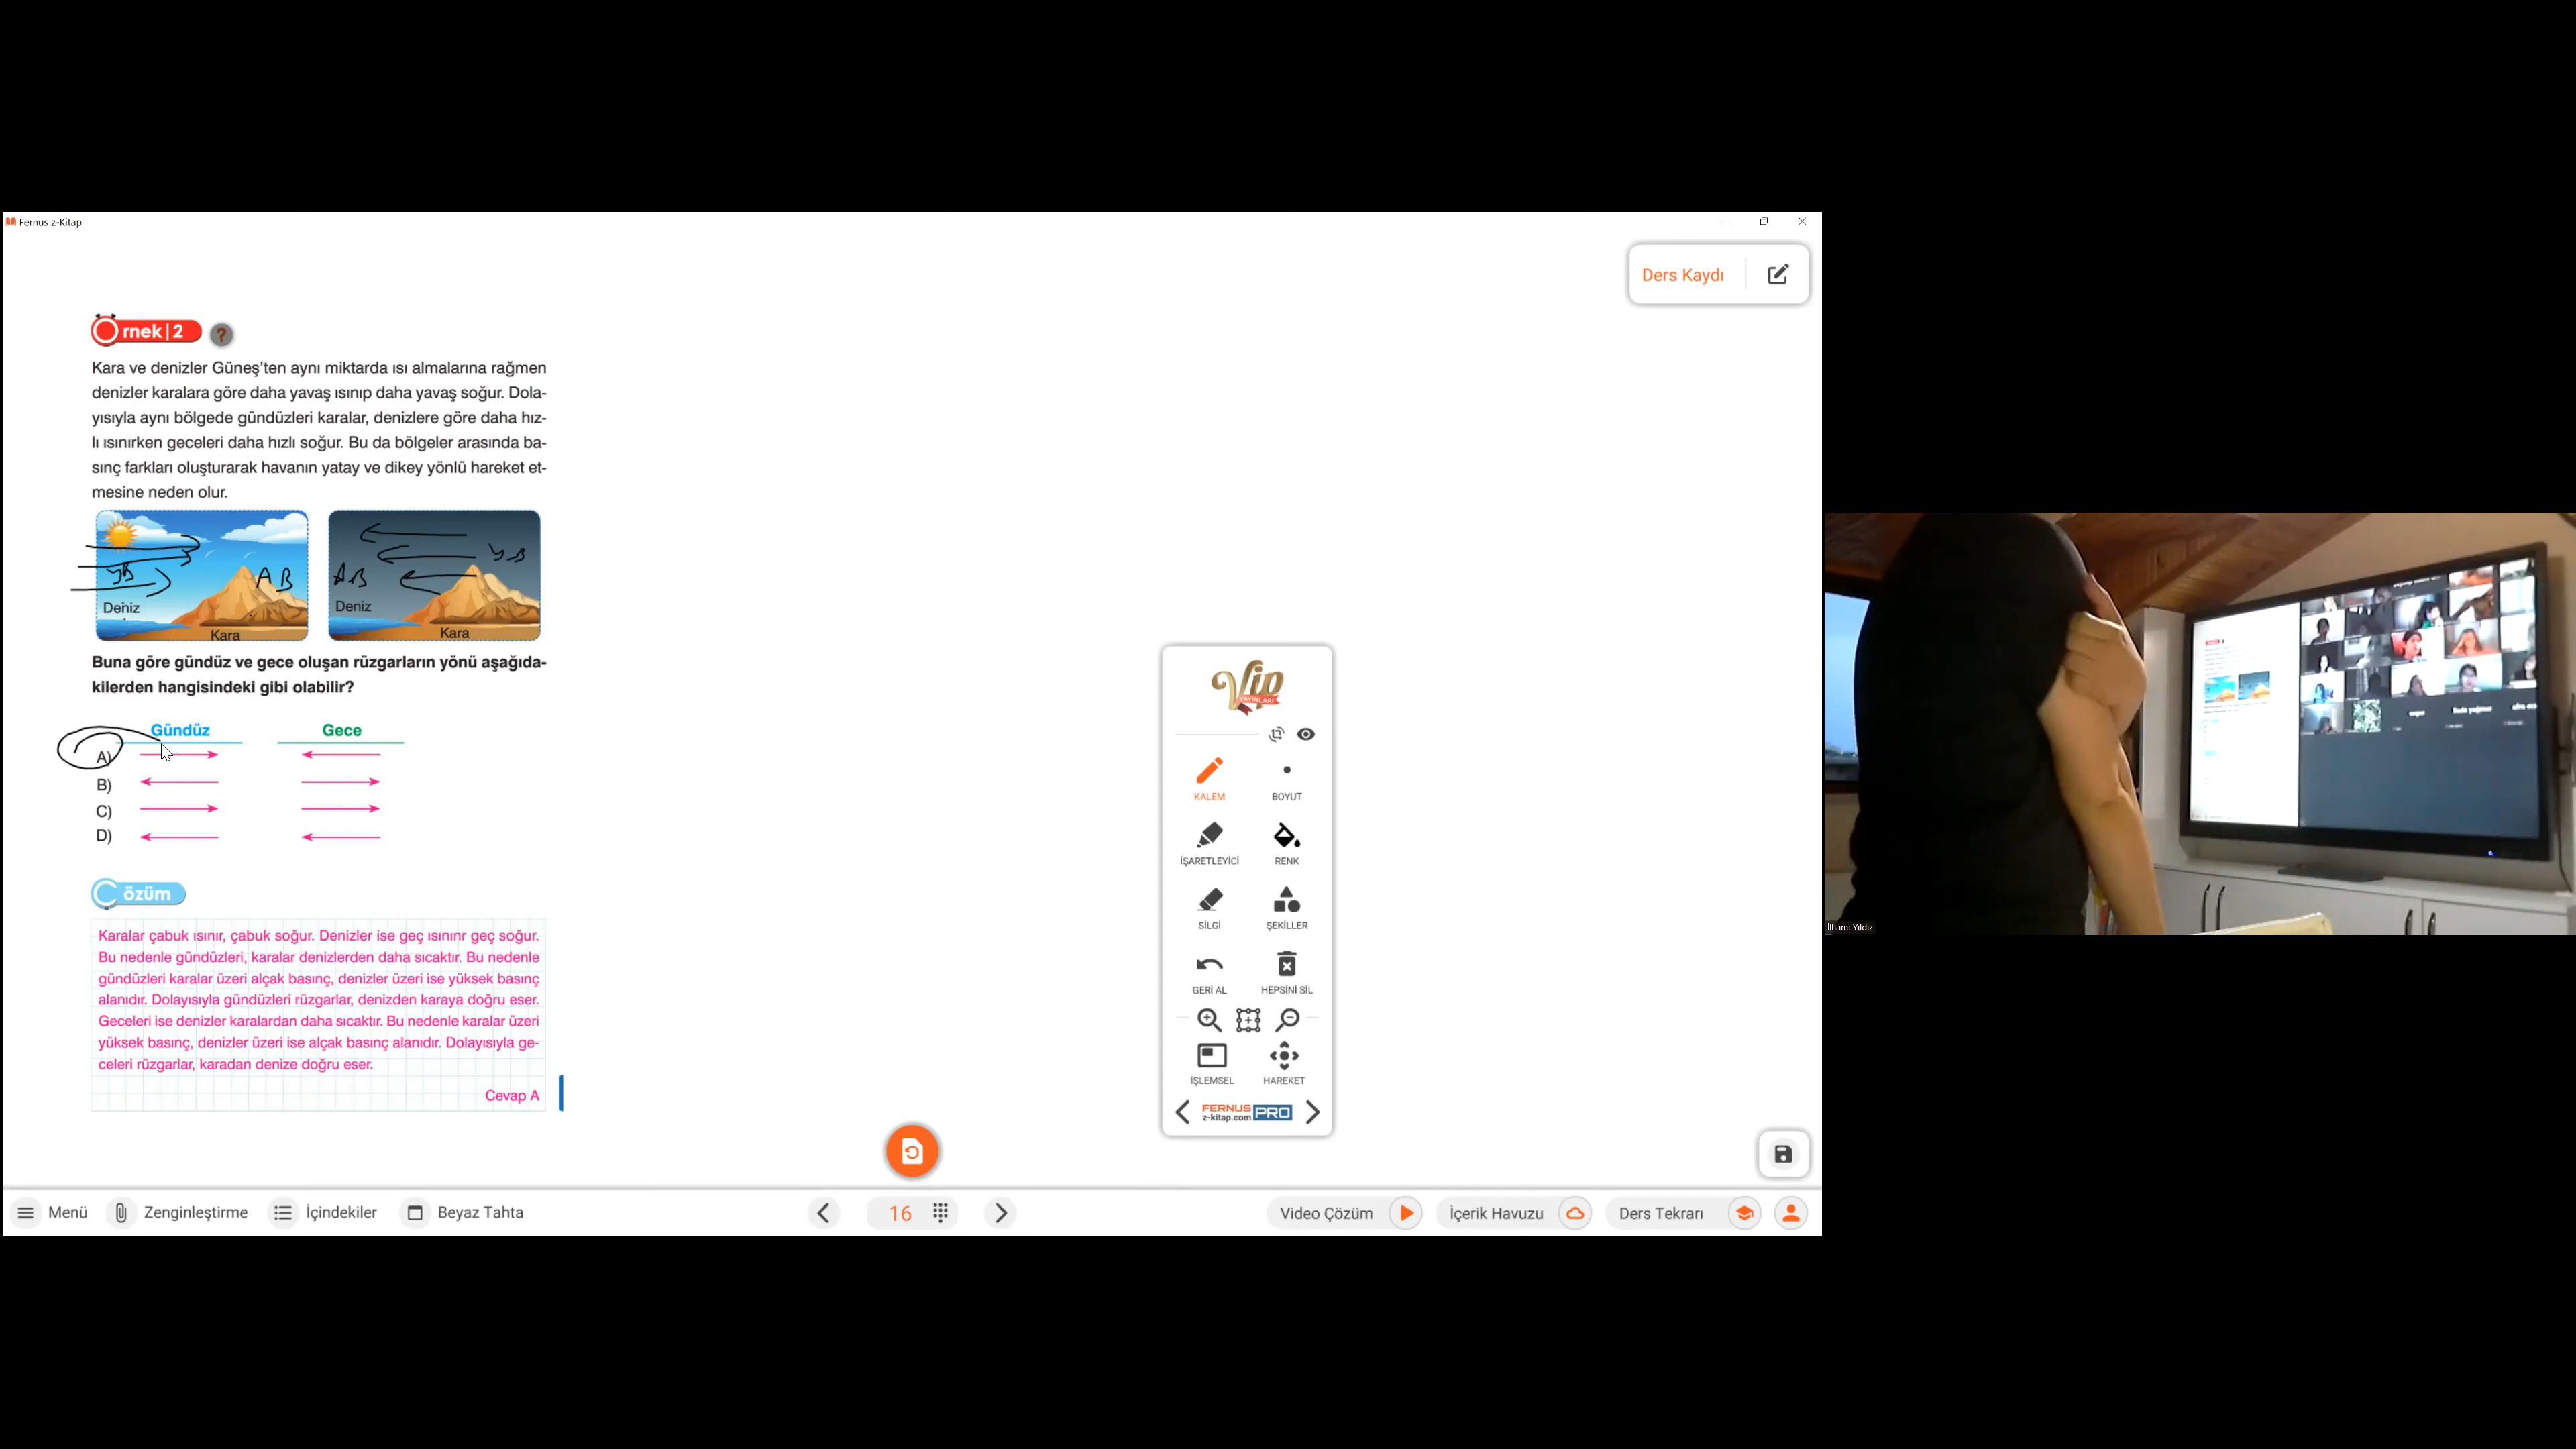 Fernus z-Kitap
Ders Kaydı
Örnek|2 ?
Kara ve denizler Güneş'ten aynı miktarda ısı almalarına rağmen
denizler karalara göre daha yavaş ısınıp daha yavaş soğur. Dola-
yısıyla aynı bölgede gündüzleri karalar, denizlere göre daha hız-
lı ısınırken geceleri daha hızlı soğur. Bu da bölgeler arasında ba-
sınç farkları oluşturarak havanın yatay ve dikey yönlü hareket et-
mesine neden olur.
YB AB
AB YB
Deniz Kara
Deniz Kara
Buna göre gündüz ve gece oluşan rüzgarların yönü aşağıda-
kilerden hangisindeki gibi olabilir?
Gündüz Gece
A)
B)
C)
D)
Çözüm
Karalar çabuk ısınır, çabuk soğur. Denizler ise geç ısınınr geç soğur.
Bu nedenle gündüzleri, karalar denizlerden daha sıcaktır. Bu nedenle
gündüzleri karalar üzeri alçak basınç, denizler üzeri ise yüksek basınç
alanıdır. Dolayısıyla gündüzleri rüzgarlar, denizden karaya doğru eser.
Geceleri ise denizler karalardan daha sıcaktır. Bu nedenle karalar üzeri
yüksek basınç, denizler üzeri ise alçak basınç alanıdır. Dolayısıyla ge-
celeri rüzgarlar, karadan denize doğru eser.
Cevap A
Vip
YAYINLARI
KALEM BOYUT
İŞARETLEYİCİ RENK
SİLGİ ŞEKİLLER
GERİ AL HEPSİNİ SİL
İŞLEMSEL HAREKET
FERNUS PRO
z-kitap.com
Menü Zenginleştirme İçindekiler Beyaz Tahta 16 Video Çözüm İçerik Havuzu Ders Tekrarı
İlhami Yıldız